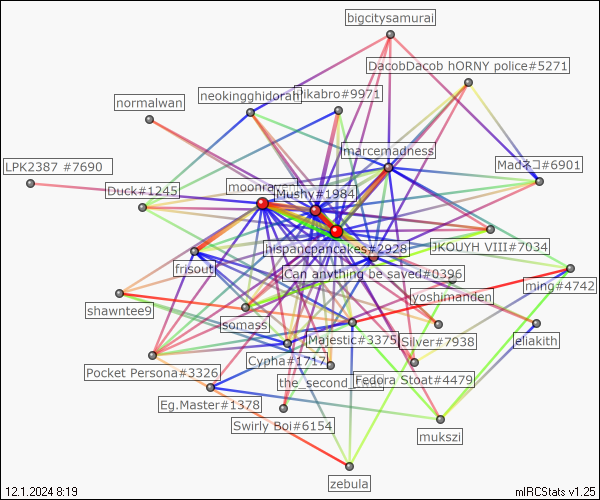 bigcitysamurai
DacobDacob hORNY police#5271
neokingghidorah
pikabro#9971
normalwan
marcemadness
LPK2387 #7690
Madネコ#6901
Duck#1245
Mushy#1984
hispanicpancakes#2928
JKOUYH VIII#7034
frisout
Can anything be saved#0396
ming#4742
yoshimanden
shawntee9
somass
Majestic#3375
Silver#7938
eliakith
Cypha#1717
Pocket Persona#3326
the_second
Fedora Stoat#4479
Eg.Master#1378
Swirly Boi#6154
mukszi
zebula
12.1.2024 8:19
mIRCStats v1.25